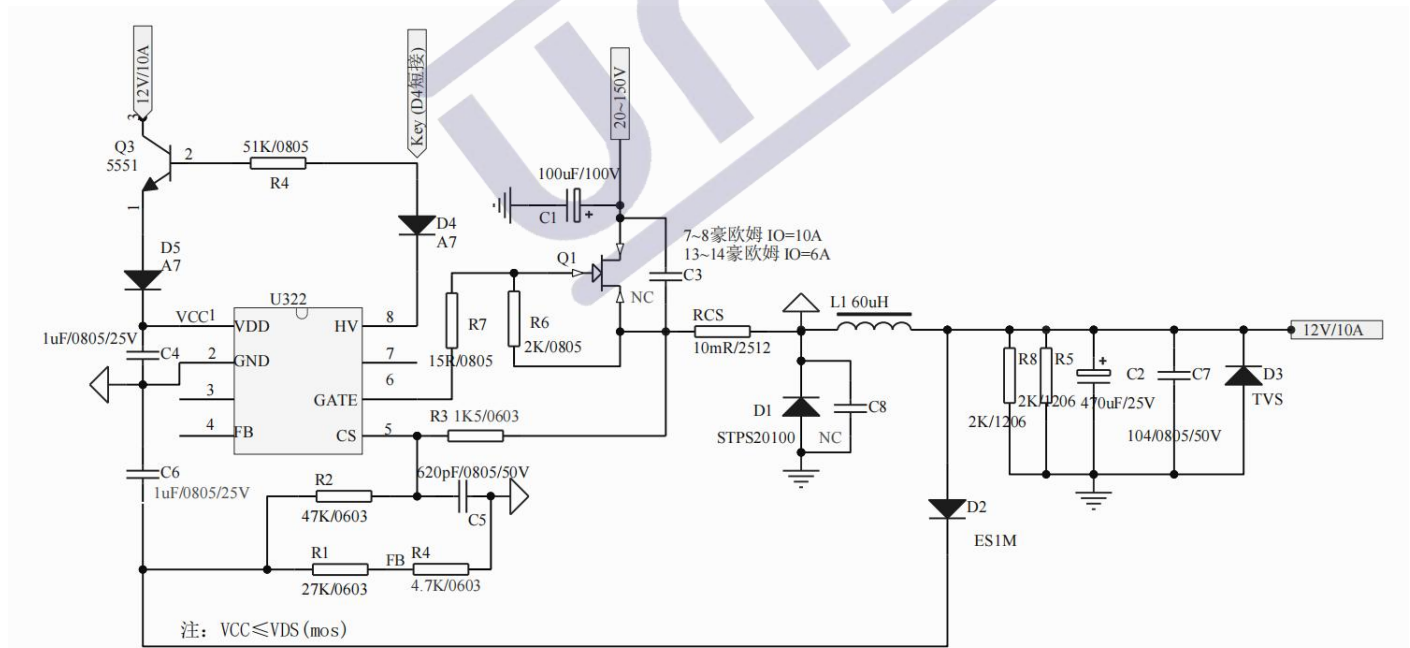 12V/10A
Key (D4短接)
20~150V
3
Q3
5551
2
51K/0805
R4
1
100uF/100V
C1
+
D4
A7
7~8豪欧姆 IO=10A
13~14豪欧姆 IO=6A
Q1
C3
NC
D5
A7
U322
VCC
1
VDD
HV
8
1uF/0805/25V
C4
2
GND
7
3
GATE
6
4
FB
CS
5
R7
15R/0805
R6
2K/0805
RCS
10mR/2512
L1 60uH
12V/10A
R3 1K5/0603
D1
STPS20100
C8
NC
R8
2K/1206
R5
2K/1206
+
C2
470uF/25V
C7
104/0805/50V
D3
TVS
C6
1uF/0805/25V
R2
47K/0603
620pF/0805/50V
C5
R1
27K/0603
FB
R4
4.7K/0603
D2
ES1M
注: VCC≤VDS(mos)